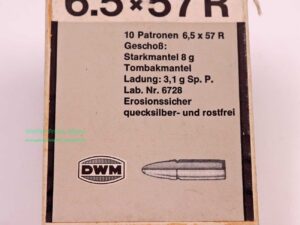 6.5×57 R
10 Patronen 6,5 x 57 R
Geschoß:
Starkmantel 8 g
Tombakmantel
Ladung: 3,1 g Sp. P.
Lab. Nr. 6728
Erosionssicher
quecksilber- und rostfrei
DWM